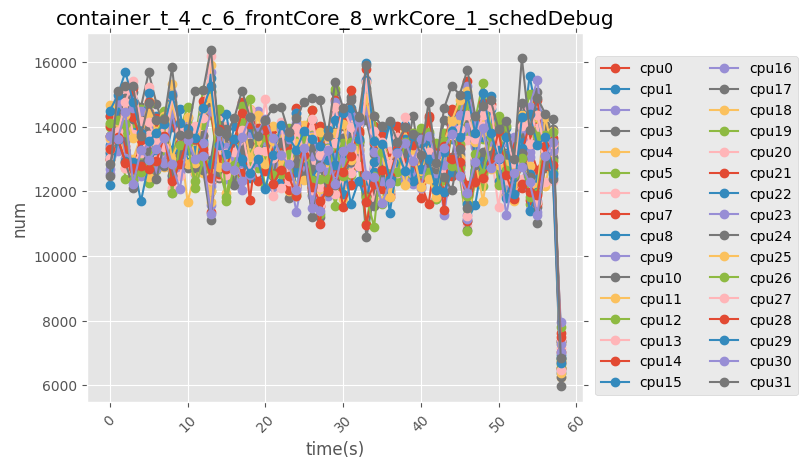 container_t_4_c_6_frontCore_8_wrkCore_1_schedDebug
16000
14000
12000
10000
8000
6000
num
0
10
20
30
40
50
60
time(s)
cpu0
cpu1
cpu2
cpu3
cpu4
cpu5
cpu6
cpu7
cpu8
cpu9
cpu10
cpu11
cpu12
cpu13
cpu14
cpu15
cpu16
cpu17
cpu18
cpu19
cpu20
cpu21
cpu22
cpu23
cpu24
cpu25
cpu26
cpu27
cpu28
cpu29
cpu30
cpu31